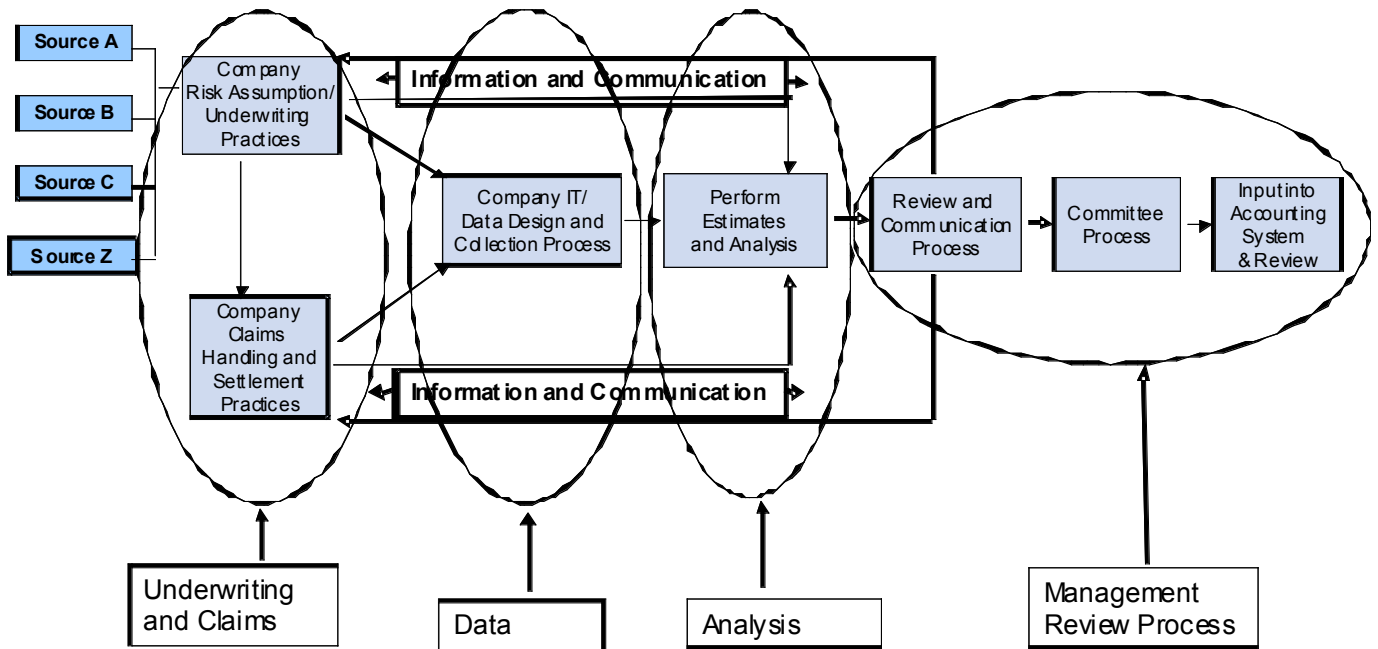 Source A
Source B
Source C
Source Z
Company
Risk Assumption/
Underwriting
Practices
Information and Communication
Company IT/
Data Design and
Collection Process
Perform
Estimates
and Analysis
Review and
Communication
Process
Committee
Process
Input into
Accounting
System
& Review
Company
Claims
Handling and
Settlement
Practices
Information and Communication
Underwriting
and Claims
Data
Analysis
Management
Review Process